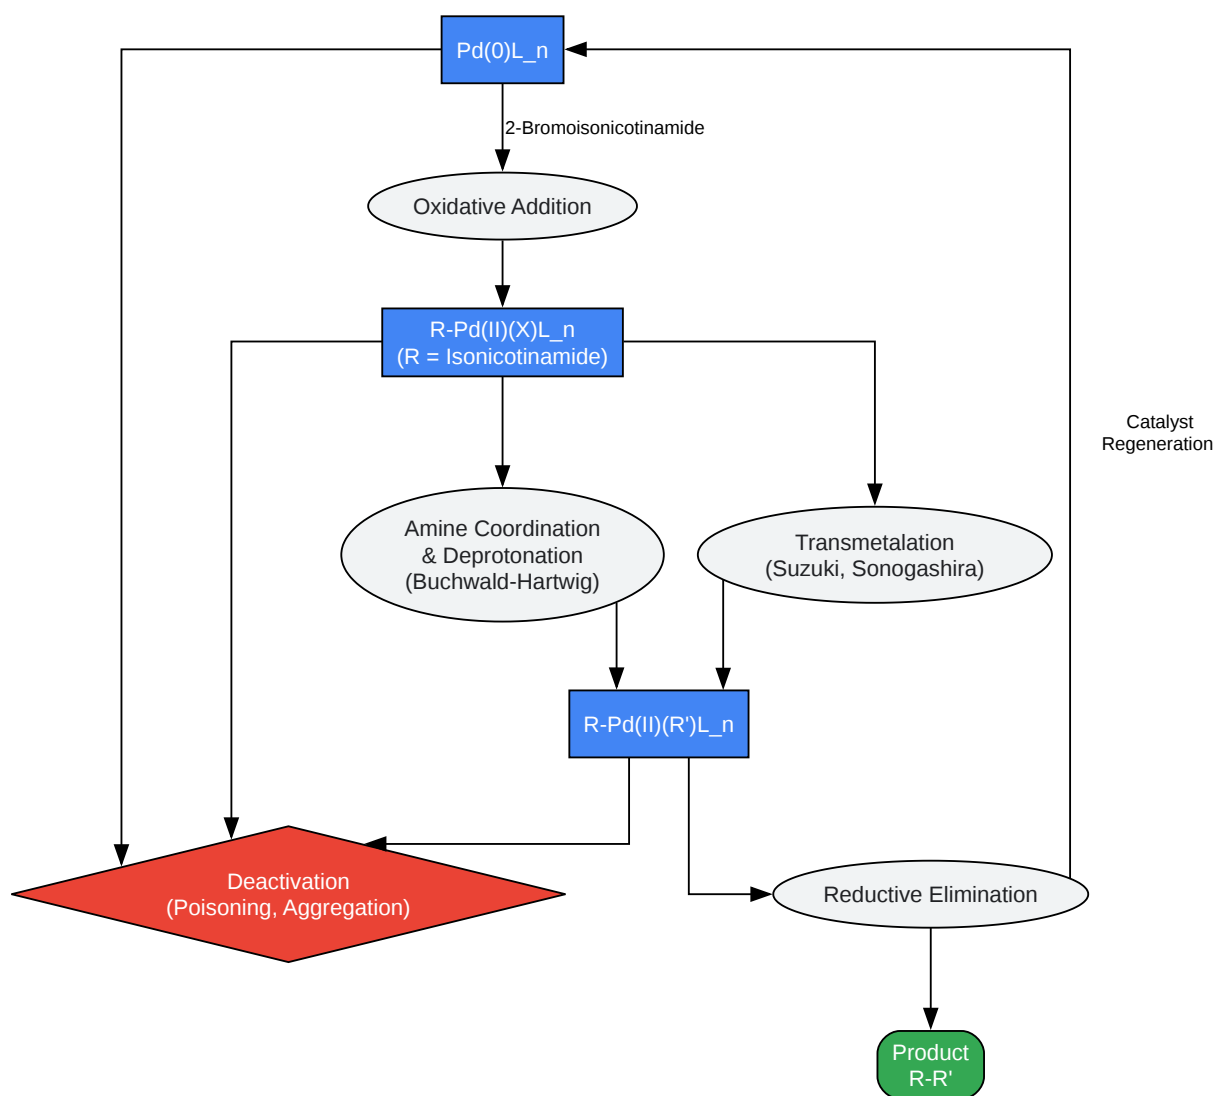 Pd(0)L_n
2-Bromoisonicotinamide
Oxidative Addition
R-Pd(II)(X)L_n
(R = Isonicotinamide)
Catalyst
Regeneration
Amine Coordination
& Deprotonation
(Buchwald-Hartwig)
Transmetalation
(Suzuki, Sonogashira)
R-Pd(II)(R')L_n
Deactivation
(Poisoning, Aggregation)
Reductive Elimination
Product
R-R'